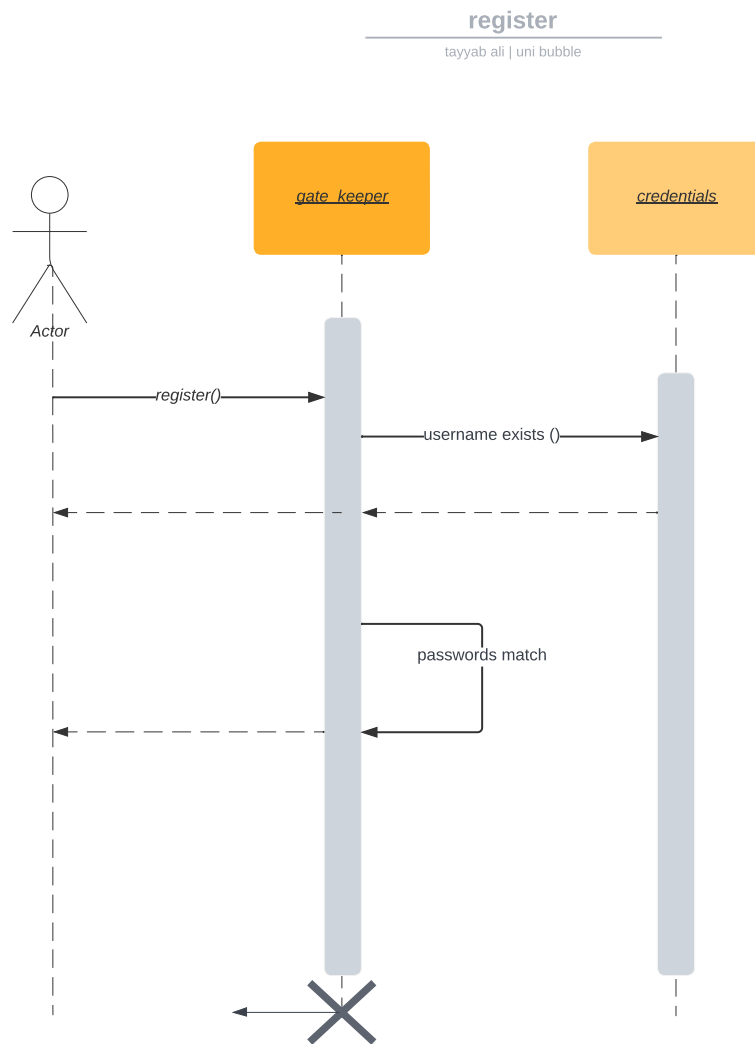 register
tayyab ali | uni bubble
gate_keeper
credentials
Actor
register()
username exists ()
passwords match